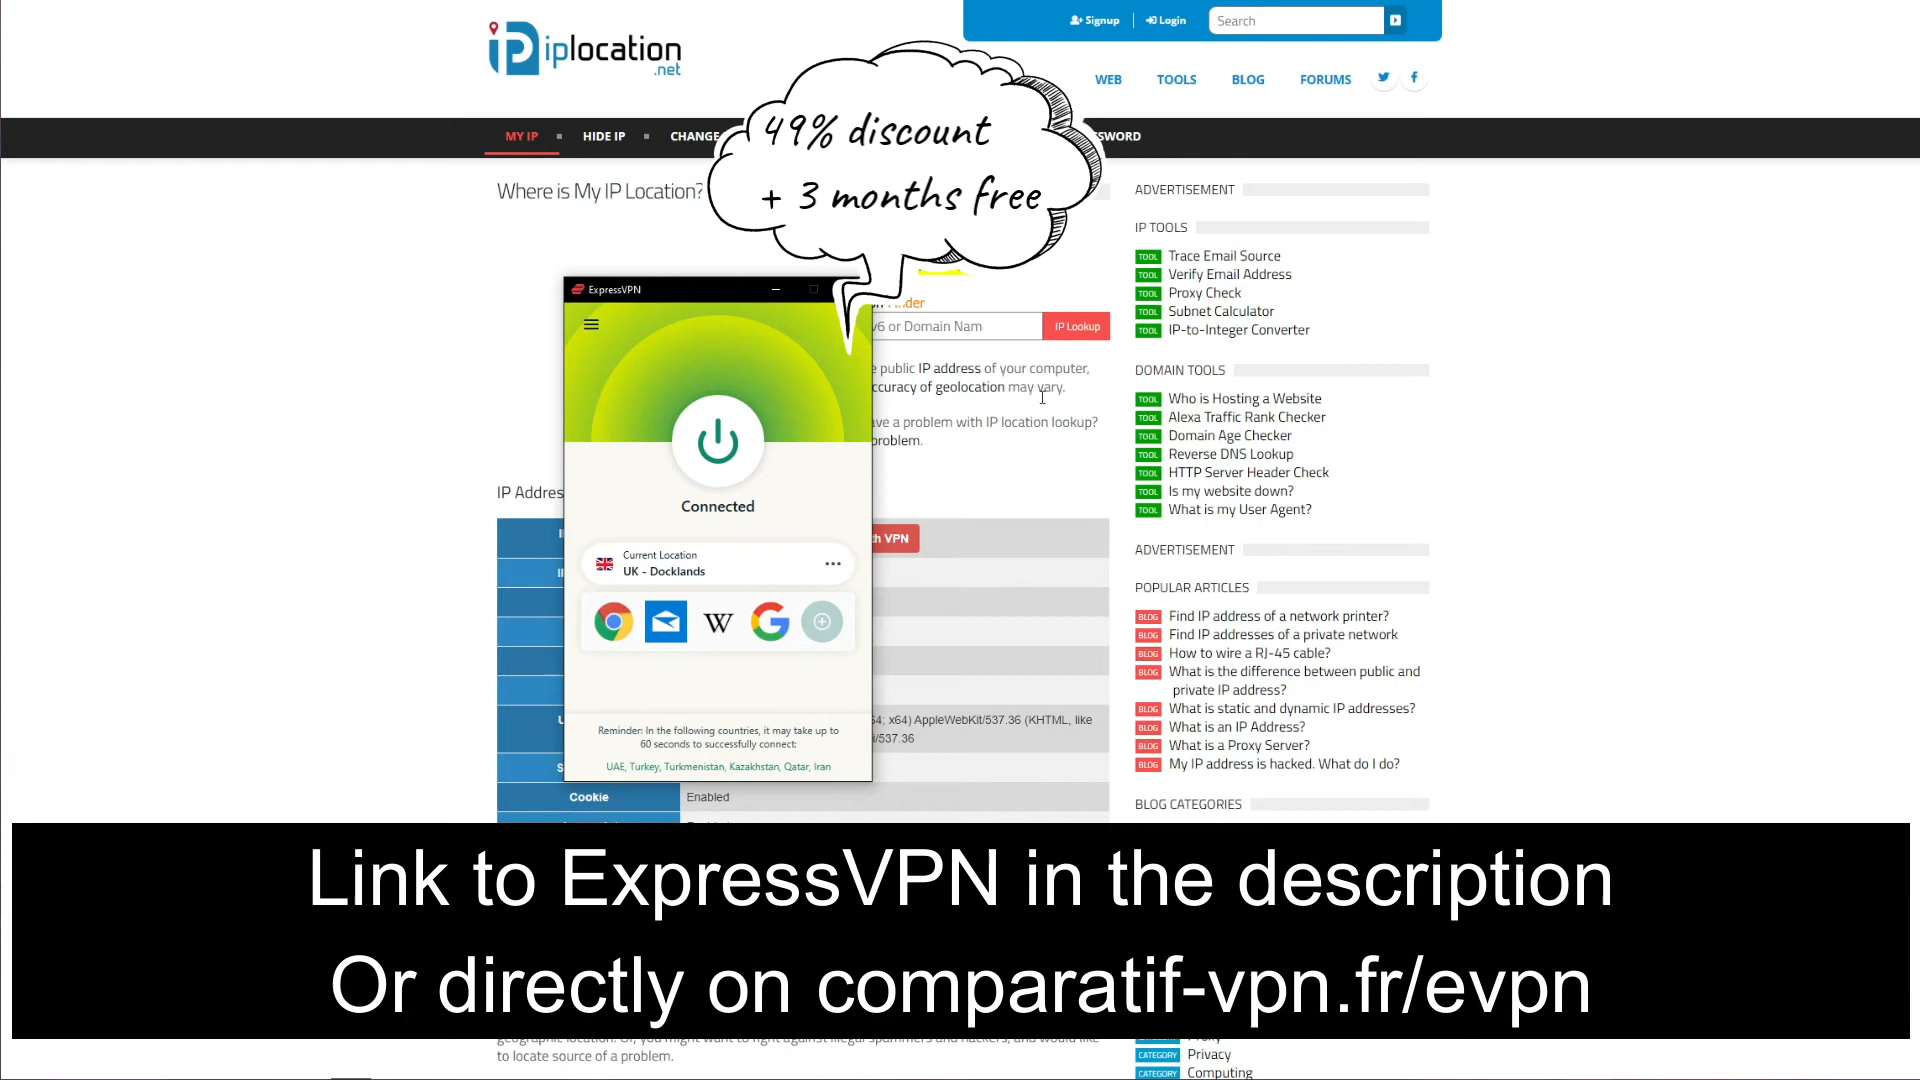 Signup
Login
Search
iplocation
.net
WEB
TOOLS
BLOG
FORUMS
MY IP
HIDE IP
CHANGE
SWORD
49% discount
+ 3 months free
Where is My IP Location?
ExpressVPN
Finder
v6 or Domain Nam
IP Lookup
e public IP address of your computer,
ccuracy of geolocation may vary.
ave a problem with IP location lookup?
problem.
Connected
IP Addres
th VPN
Current Location
UK - Docklands
64; x64) AppleWebKit/537.36 (KHTML, like
i/537.36
Reminder: In the following countries, it may take up to
60 seconds to successfully connect:
UAE, Turkey, Turkmenistan, Kazakhstan, Qatar, Iran
Cookie
Enabled
ADVERTISEMENT
IP TOOLS
TOOL Trace Email Source
TOOL Verify Email Address
TOOL Proxy Check
TOOL Subnet Calculator
TOOL IP-to-Integer Converter
DOMAIN TOOLS
TOOL Who is Hosting a Website
TOOL Alexa Traffic Rank Checker
TOOL Domain Age Checker
TOOL Reverse DNS Lookup
TOOL HTTP Server Header Check
TOOL Is my website down?
TOOL What is my User Agent?
ADVERTISEMENT
POPULAR ARTICLES
BLOG Find IP address of a network printer?
BLOG Find IP addresses of a private network
BLOG How to wire a RJ-45 cable?
BLOG What is the difference between public and
private IP address?
BLOG What is static and dynamic IP addresses?
BLOG What is an IP Address?
BLOG What is a Proxy Server?
BLOG My IP address is hacked. What do I do?
BLOG CATEGORIES
Link to ExpressVPN in the description
Or directly on comparatif-vpn.fr/evpn
to locate source of a problem.
CATEGORY Privacy
CATEGORY Computing